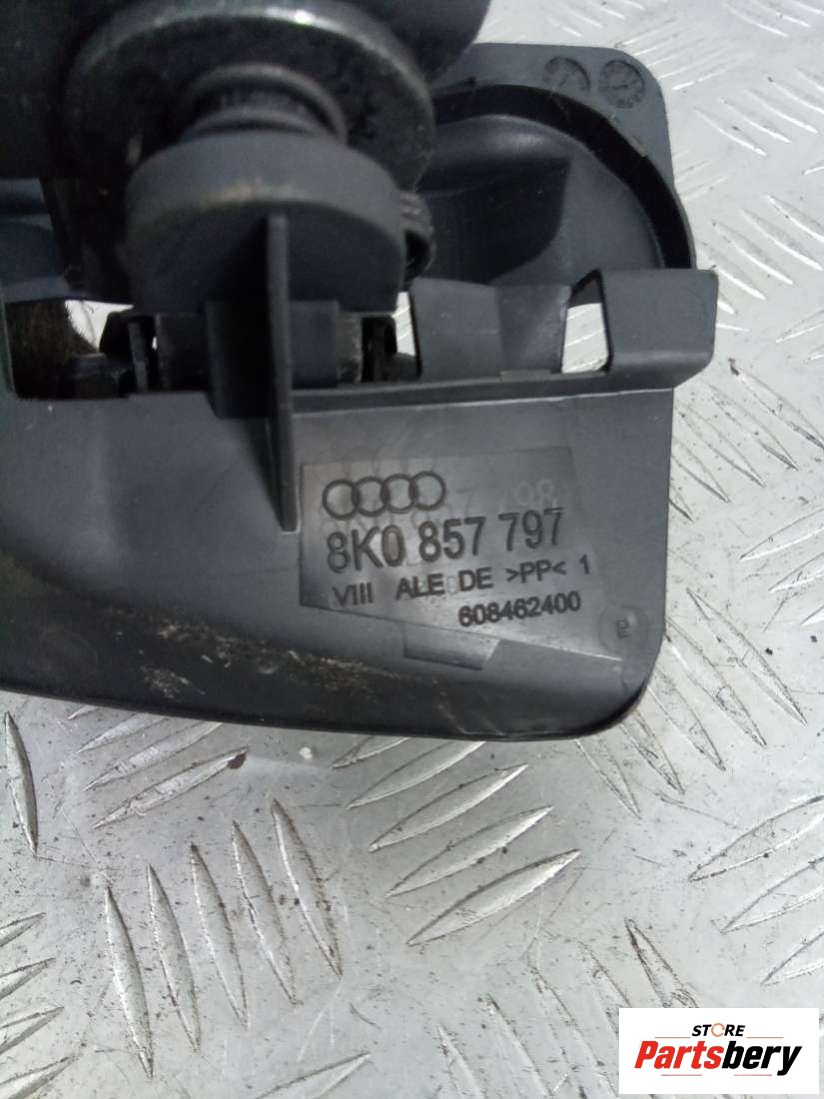 8K0 857 797
VIII ALE DE >PP< 1
608462400
STORE
Partsbery